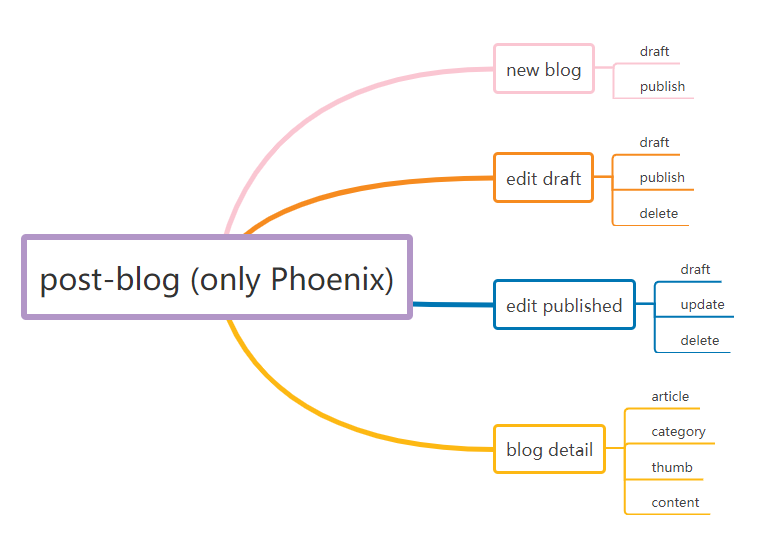 post-blog (only Phoenix)
new blog
draft
publish
edit draft
draft
publish
delete
edit published
draft
update
delete
blog detail
article
category
thumb
content